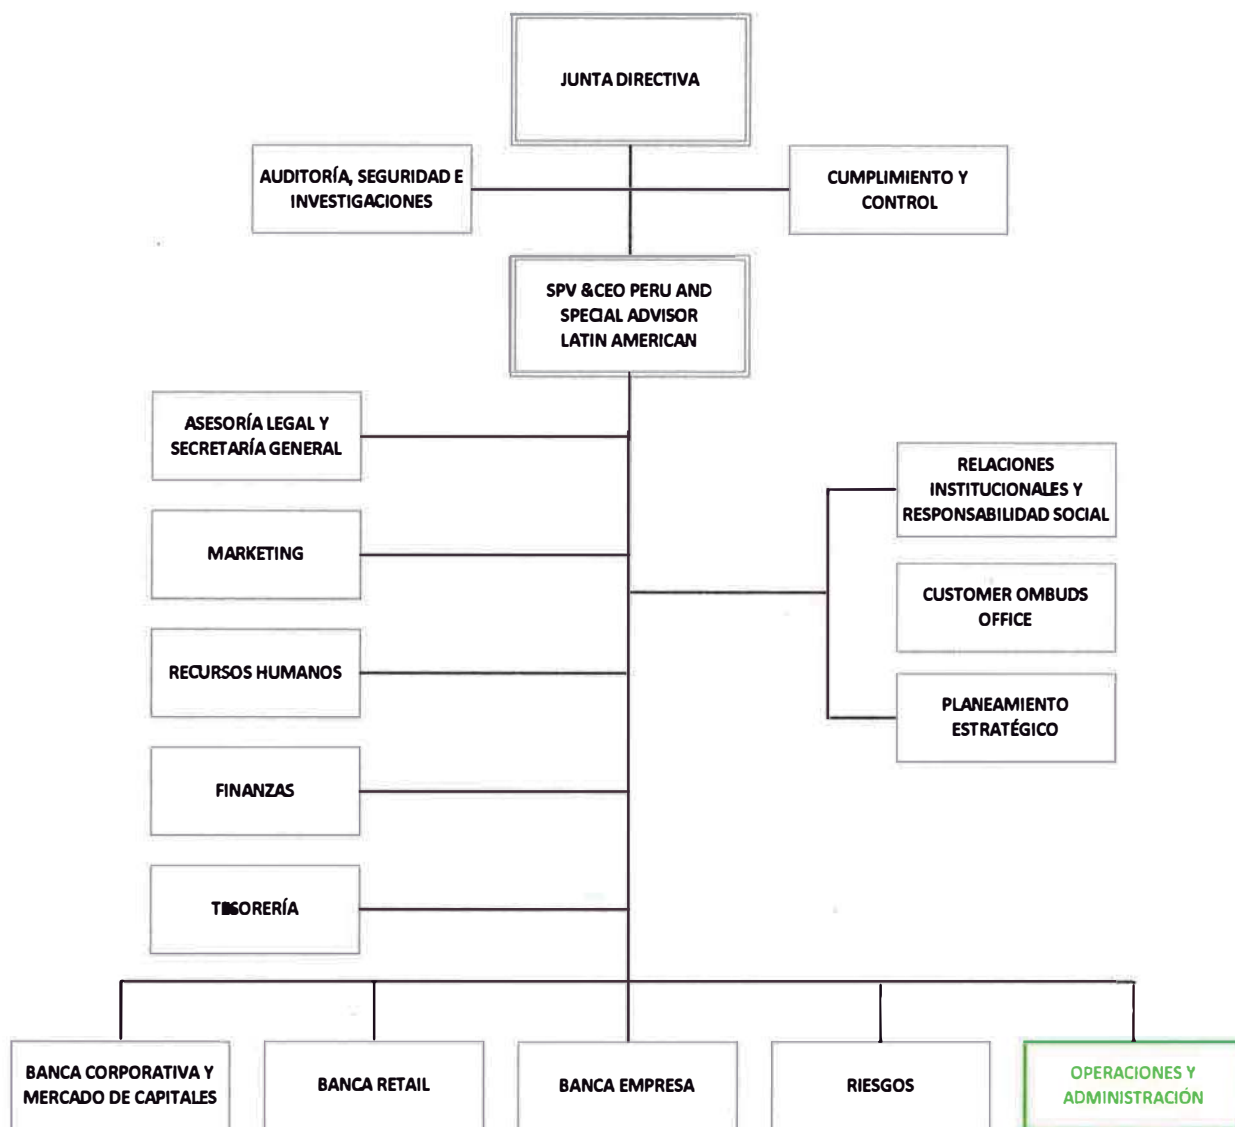 JUNTA DIRECTIVA
AUDITORÍA, SEGURIDAD E
INVESTIGACIONES
CUMPLIMIENTO Y
CONTROL
SPV &CEO PERU AND
SPECIAL ADVISOR
LATIN AMERICAN
ASESORÍA LEGAL Y
SECRETARÍA GENERAL
RELACIONES
INSTITUCIONALES Y
RESPONSABILIDAD SOCIAL
MARKETING
CUSTOMER OMBUDS
OFFICE
RECURSOS HUMANOS
PLANEAMIENTO
ESTRATÉGICO
FINANZAS
TESORERÍA
BANCA CORPORATIVA Y
MERCADO DE CAPITALES
BANCA RETAIL
BANCA EMPRESA
RIESGOS
OPERACIONES Y
ADMINISTRACIÓN